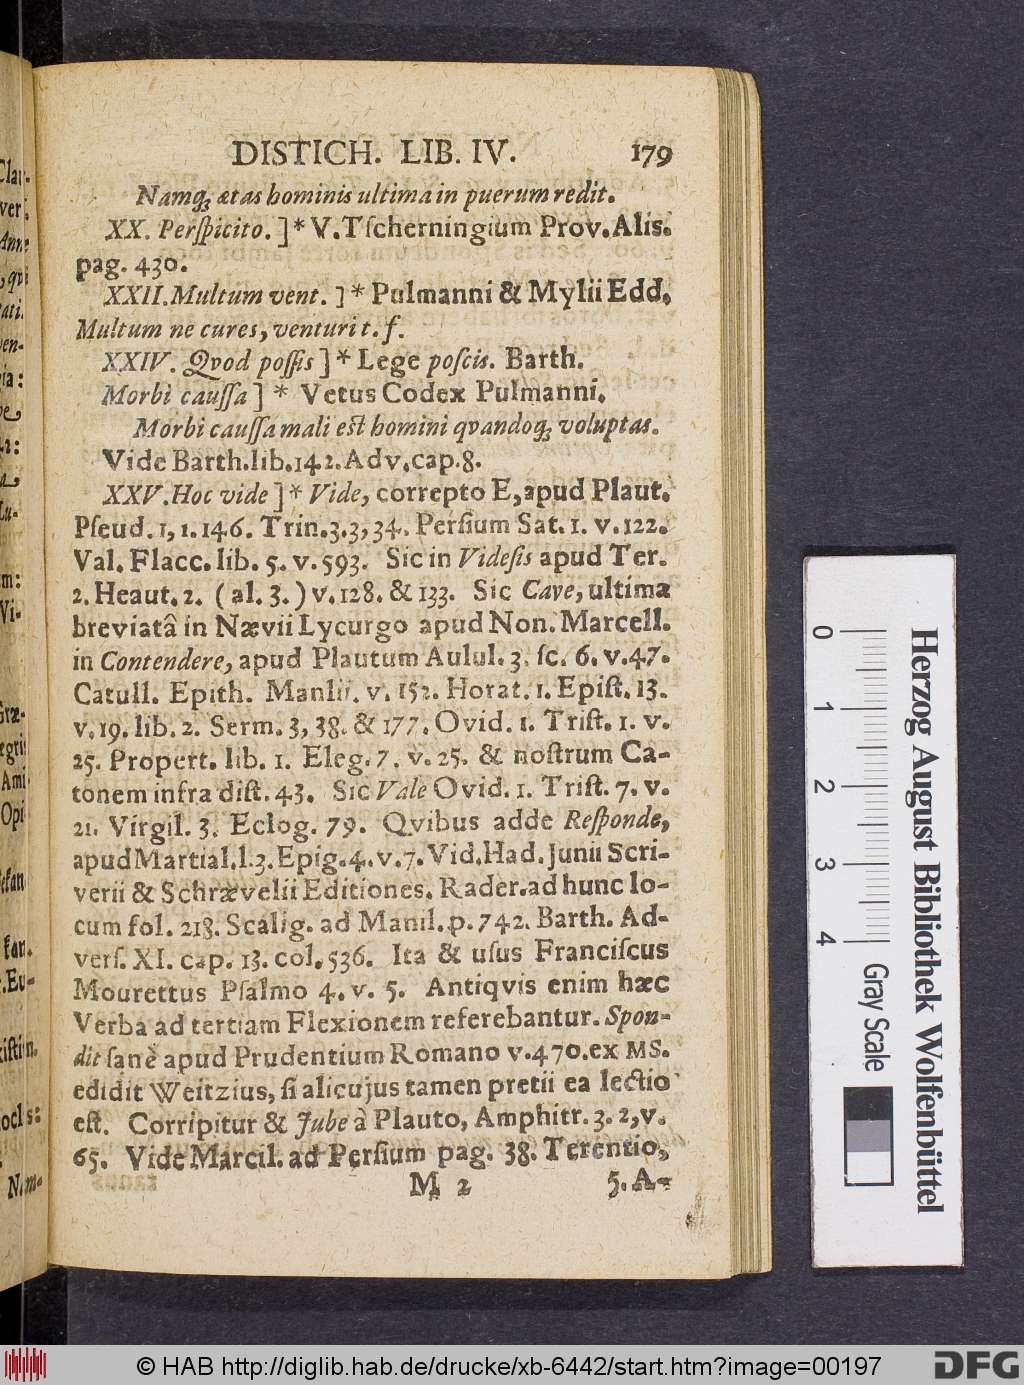 DISTICH. LIB. IV. 179
Namq; ætas hominis ultima in puerum redit.
XX. Perſpicito. ] * V. Tſcherningium Prov. Alis.
pag. 430.
XXII. Multum vent. ] * Pulmanni & Mylii Edd.
Multum ne cures, venturi t. f.
XXIV. Qvod poſſis ] * Lege poſcis. Barth.
Morbi cauſſa ] * Vetus Codex Pulmanni.
Morbi cauſſa mali eſt homini qvandoq; voluptas.
Vide Barth. lib. 142. Adv. cap. 8.
XXV. Hoc vide ] * Vide, correpto E, apud Plaut.
Pſeud. 1, 1. 146. Trin. 3. 3, 34. Perſium Sat. 1. v. 122.
Val. Flacc. lib. 5. v. 593. Sic in Videſis apud Ter.
2. Heaut. 2. ( al. 3. ) v. 128. & 133. Sic Cave, ultima
breviatâ in Nævii Lycurgo apud Non. Marcell.
in Contendere, apud Plautum Aulul. 3. ſc. 6. v. 47.
Catull. Epith. Manlii. v. 152. Horat. 1. Epiſt. 13.
v. 19. lib. 2. Serm. 3, 38. & 177. Ovid. 1. Triſt. 1. v.
25. Propert. lib. 1. Eleg. 7. v. 25. & noſtrum Ca-
tonem infra diſt. 43. Sic Vale Ovid. 1. Triſt. 7. v.
21. Virgil. 3. Eclog. 79. Qvibus adde Reſponde,
apud Martial. l. 3. Epig. 4. v. 7. Vid. Had. Junii Scri-
verii & Schrævelii Editiones. Rader. ad hunc lo-
cum fol. 218. Scalig. ad Manil. p. 742. Barth. Ad-
verſ. XI. cap. 13. col. 536. Ita & uſus Franciſcus
Mourettus Pſalmo 4. v. 5. Antiqvis enim hæc
Verba ad tertiam Flexionem referebantur. Spon-
dit ſanè apud Prudentium Romano v. 470. ex MS.
edidit Weitzius, ſi alicujus tamen pretii ea lectio
eſt. Corripitur & Jube à Plauto, Amphitr. 3. 2, v.
65. Vide Marcil. ad Perſium pag. 38. Terentio,
M 2 5. A-
0 1 2 3 4 Gray Scale
Herzog August Bibliothek Wolfenbüttel
© HAB http://diglib.hab.de/drucke/xb-6442/start.htm?image=00197
DFG